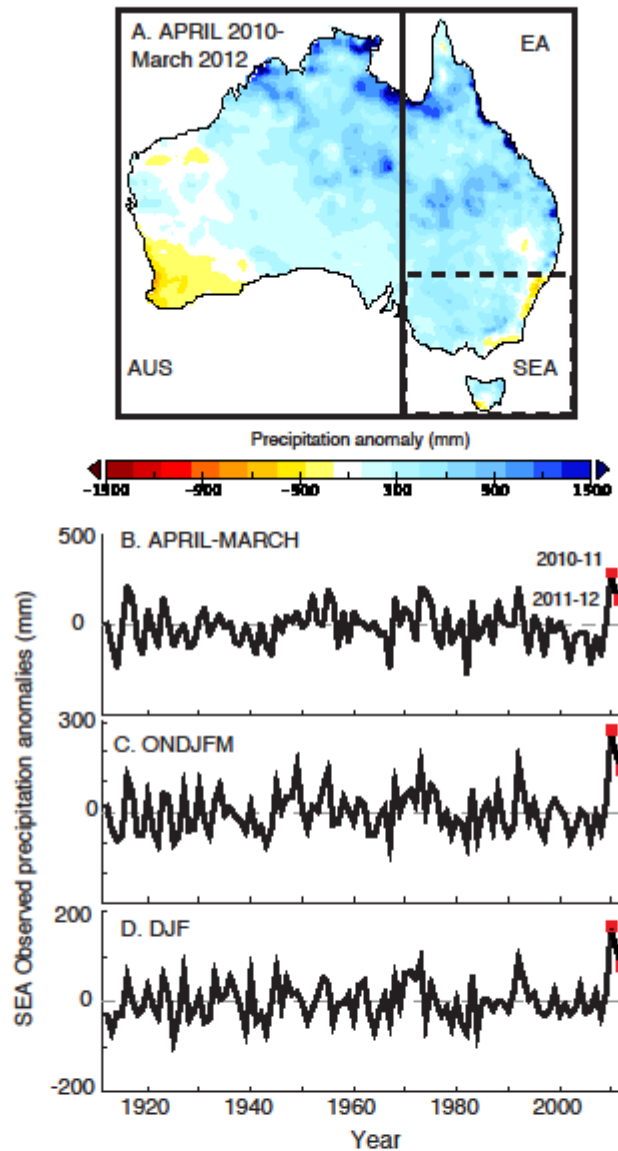 A. APRIL 2010-
March 2012
EA
AUS
SEA
Precipitation anomaly (mm)
-1500 -900 -300 300 900 1500
SEA Observed precipitation anomalies (mm)
500
B. APRIL-MARCH
2010-11
2011-12
0
300
C. ONDJFM
0
200
D. DJF
0
-200
1920 1940 1960 1980 2000
Year